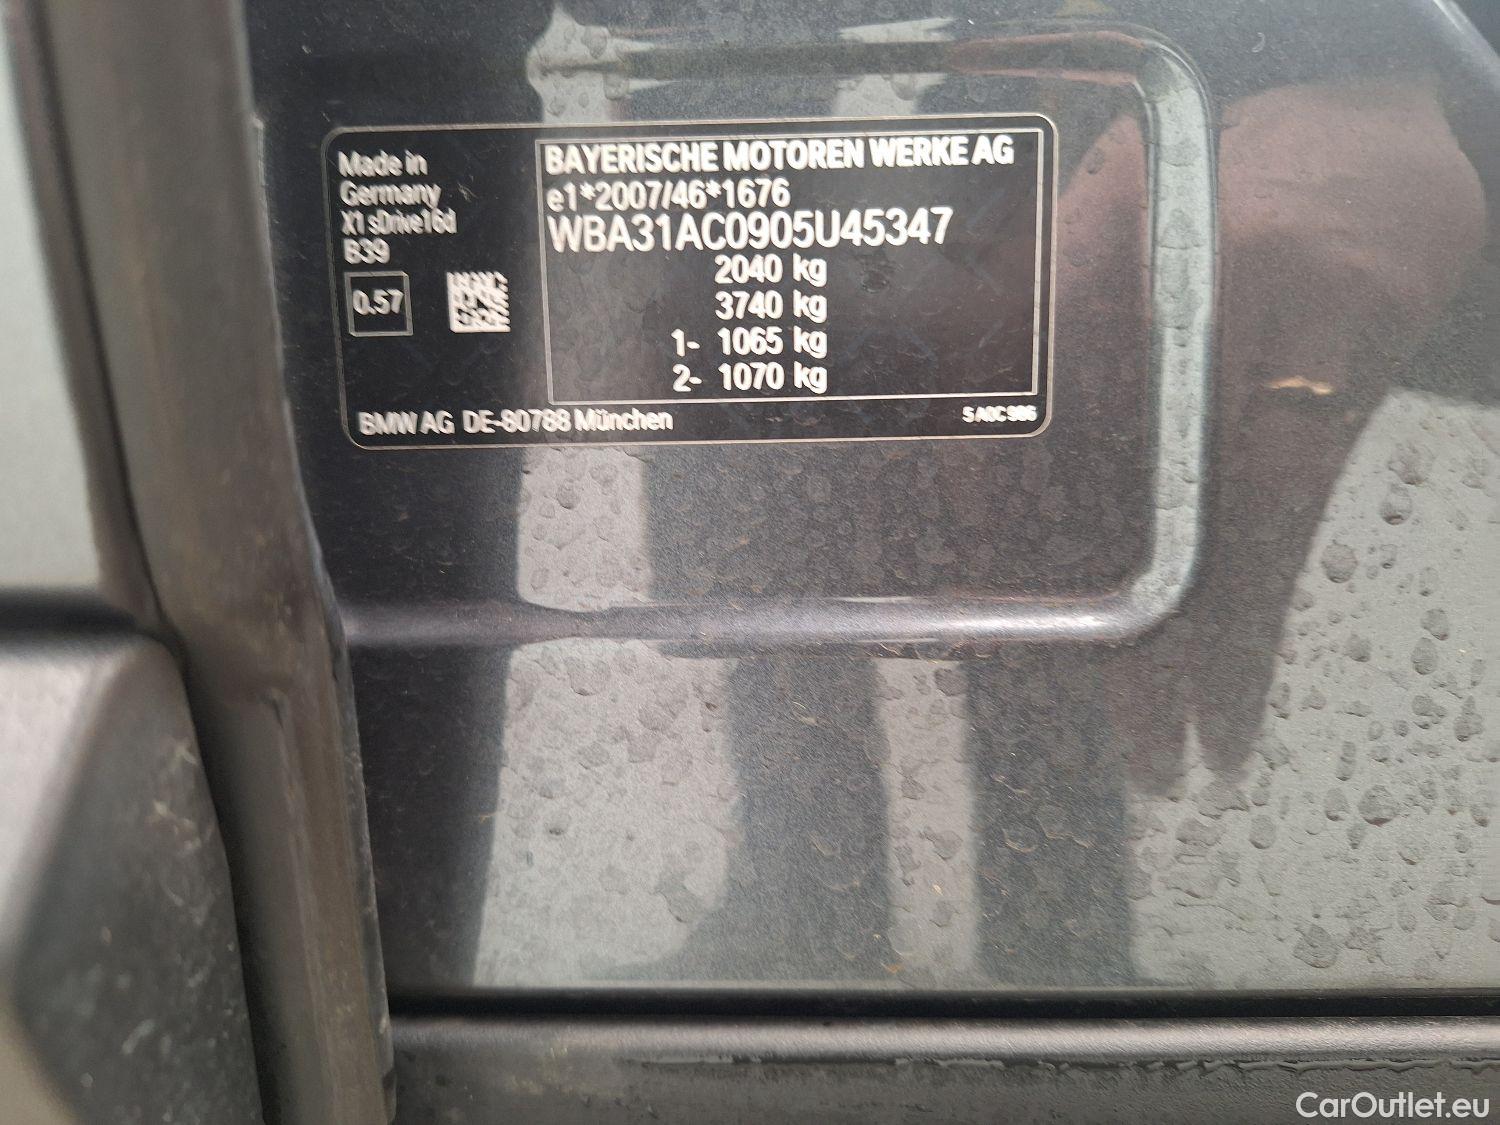 Made in
Germany
X1 sDrive16d
B39
0.57
BAYERISCHE MOTOREN WERKE AG
e1*2007/46*1676
WBA31AC0905U45347
2040 kg
3740 kg
1- 1065 kg
2- 1070 kg
BMW AG DE-80788 München
CarOutlet.eu